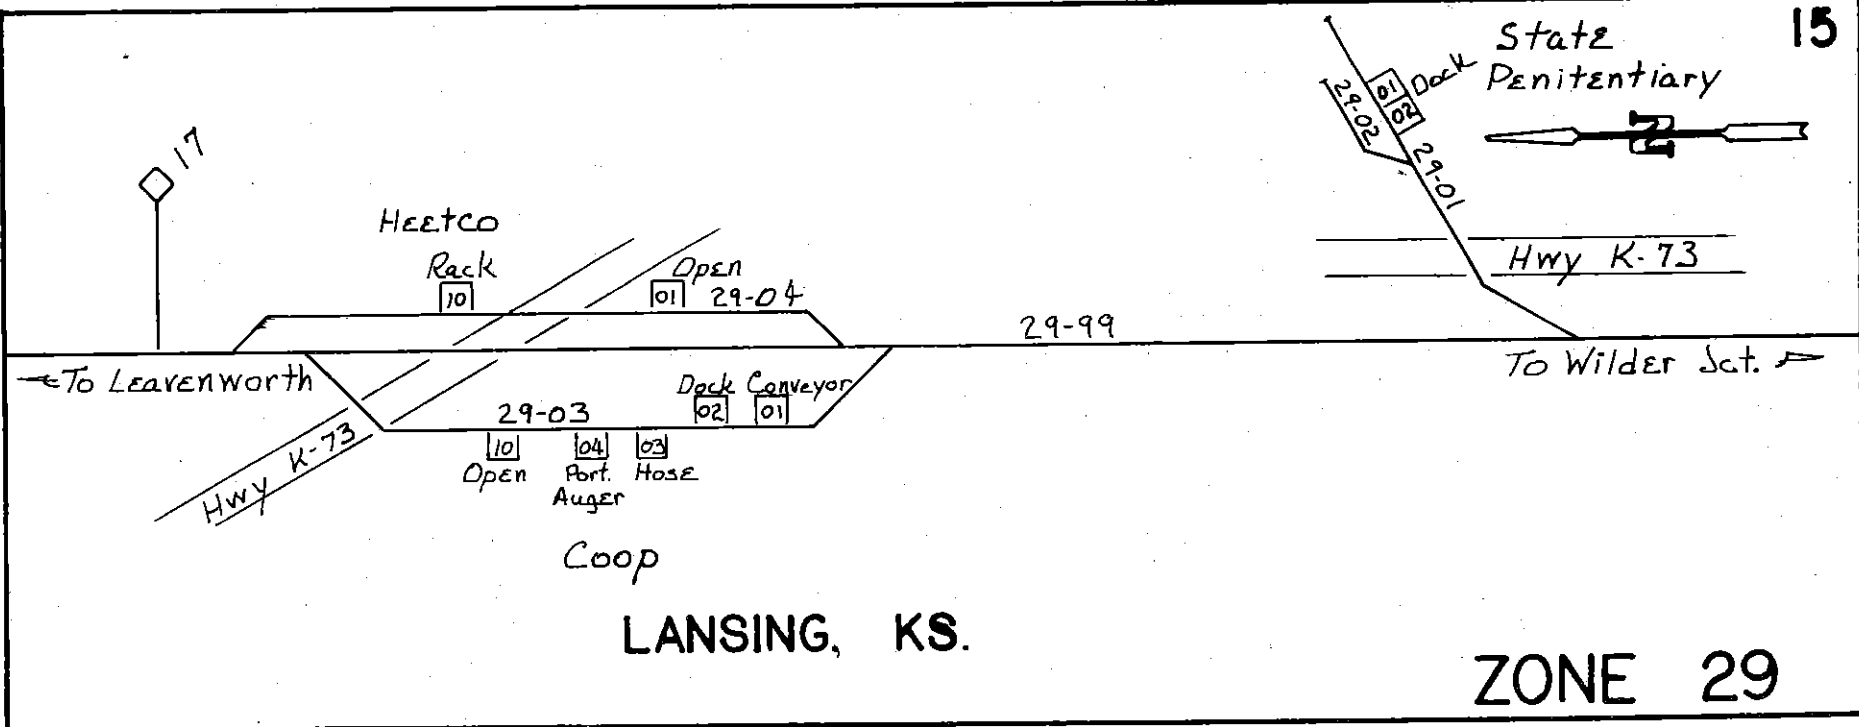 15
State
Penitentiary
Dock
01
02
29-02
29-01
N
17
Heetco
Rack
10
Open
01
29-04
Hwy K-73
29-99
To Leavenworth
To Wilder Jct.
Dock Conveyor
02
01
29-03
Hwy K-73
10
04
03
Open
Port.
Auger
Hose
Coop
LANSING, KS.
ZONE 29